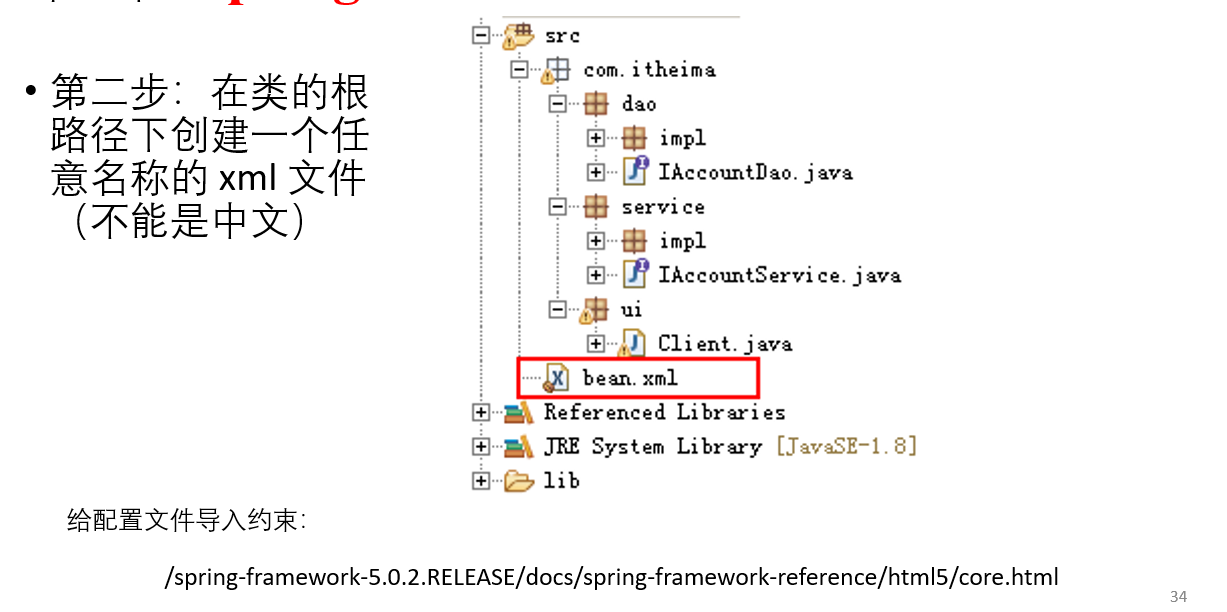 src
com.itheima
• 第二步：在类的根
路径下创建一个任
意名称的 xml 文件
（不能是中文）
dao
impl
IAccountDao.java
service
impl
IAccountService.java
ui
Client.java
bean.xml
Referenced Libraries
JRE System Library [JavaSE-1.8]
lib
给配置文件导入约束：
/spring-framework-5.0.2.RELEASE/docs/spring-framework-reference/html5/core.html
34